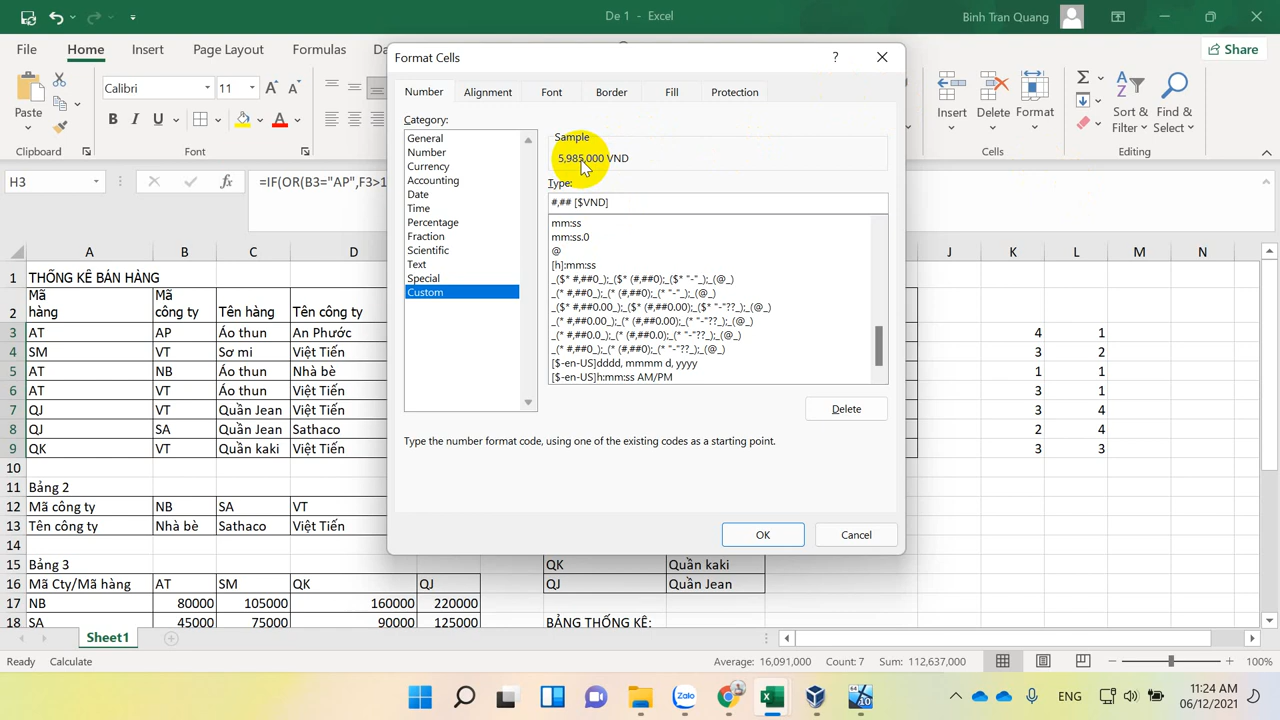 De 1 - Excel
Binh Tran Quang
File
Home
Insert
Page Layout
Formulas
Da
Share
Paste
Calibri
11
B I U
Clipboard
Font
Format Cells
?
Number
Alignment
Font
Border
Fill
Protection
Category:
General
Number
Currency
Accounting
Date
Time
Percentage
Fraction
Scientific
Text
Special
Custom
Sample
5,985,000 VND
Type:
#,## [$VND]
mm:ss
mm:ss.0
@
[h]:mm:ss
_($* #,##0_);_($* (#,##0);_($* "-"_);_(@_)
_(* #,##0_);_(* (#,##0);_(* "-"_);_(@_)
_($* #,##0.00_);_($* (#,##0.00);_($* "-"??_);_(@_)
_(* #,##0.00_);_(* (#,##0.00);_(* "-"??_);_(@_)
_(* #,##0.0_);_(* (#,##0.0);_(* "-"??_);_(@_)
_(* #,##0_);_(* (#,##0);_(* "-"??_);_(@_)
[$-en-US]dddd, mmmm d, yyyy
[$-en-US]h:mm:ss AM/PM
Delete
Type the number format code, using one of the existing codes as a starting point.
OK
Cancel
Insert
Delete
Format
Sort &
Filter
Find &
Select
Cells
Editing
H3
fx
=IF(OR(B3="AP",F3>1
A B C D J K L M N
1 THỐNG KÊ BÁN HÀNG
2 Mã hàng Mã công ty Tên hàng Tên công ty
3 AT AP Áo thun An Phước 4 1
4 SM VT Sơ mi Việt Tiến 3 2
5 AT NB Áo thun Nhà bè 1 1
6 AT VT Áo thun Việt Tiến 3 1
7 QJ VT Quần Jean Việt Tiến 3 4
8 QJ SA Quần Jean Sathaco 2 4
9 QK VT Quần kaki Việt Tiến 3 3
10
11 Bảng 2
12 Mã công ty NB SA VT
13 Tên công ty Nhà bè Sathaco Việt Tiến
14
15 Bảng 3 QK Quần kaki
16 Mã Cty/Mã hàng AT SM QK QJ QJ Quần Jean
17 NB 80000 105000 160000 220000
18 SA 45000 75000 90000 125000 BẢNG THỐNG KÊ:
Sheet1
Ready
Calculate
Average: 16,091,000
Count: 7
Sum: 112,637,000
100%
ENG
11:24 AM
06/12/2021